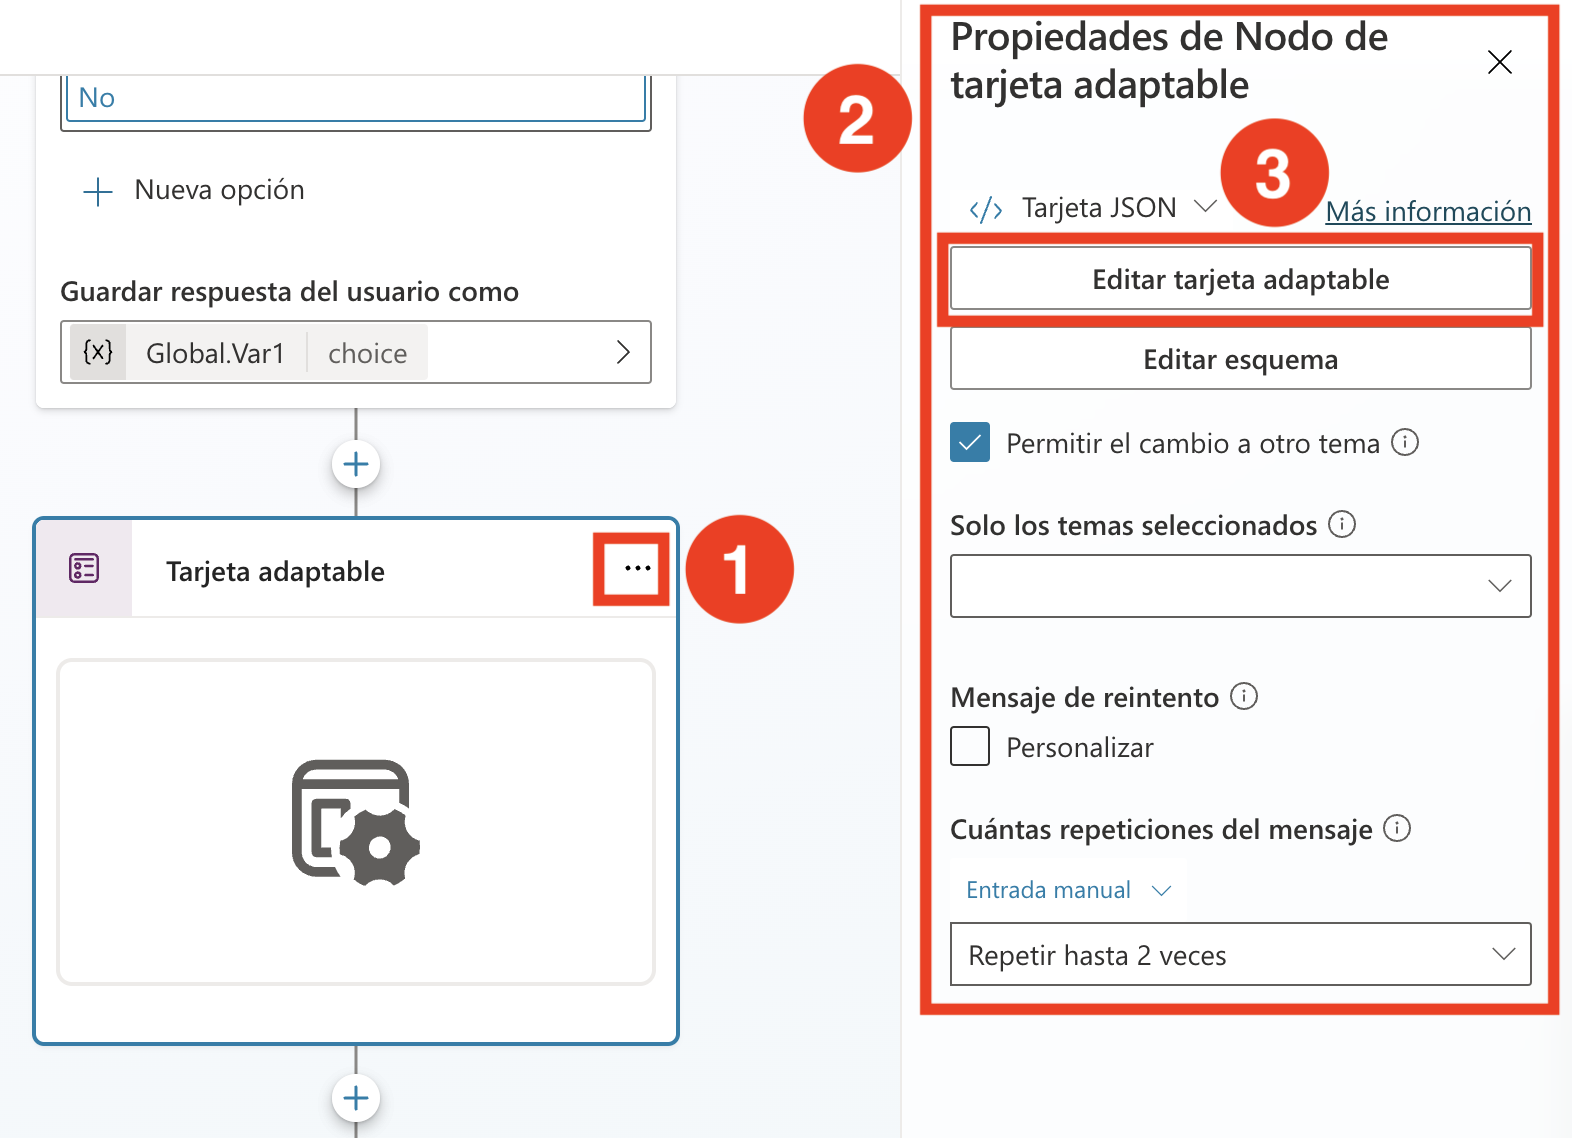 No
Nueva opción
Guardar respuesta del usuario como
{x} Global.Var1 choice
Tarjeta adaptable
...
1
2
Propiedades de Nodo de
tarjeta adaptable
3
</> Tarjeta JSON
Más información
Editar tarjeta adaptable
Editar esquema
Permitir el cambio a otro tema
Solo los temas seleccionados
Mensaje de reintento
Personalizar
Cuántas repeticiones del mensaje
Entrada manual
Repetir hasta 2 veces